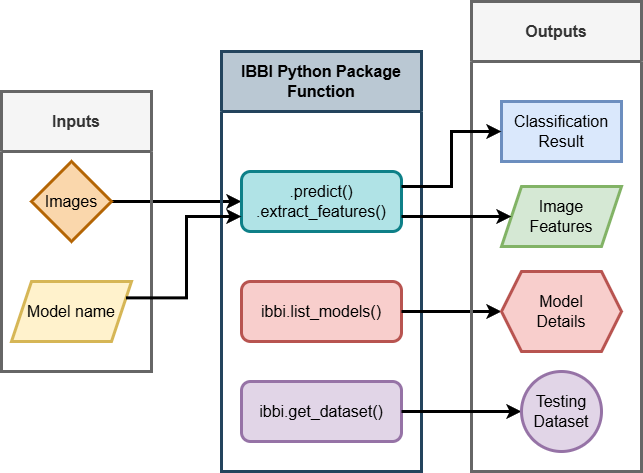 Inputs
Images
Model name
IBBI Python Package
Function
.predict()
.extract_features()
ibbi.list_models()
ibbi.get_dataset()
Outputs
Classification
Result
Image
Features
Model
Details
Testing
Dataset